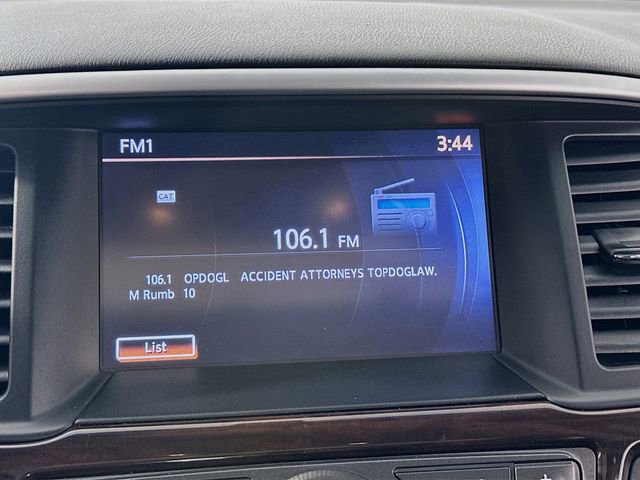 FM1 3:44
CAT
106.1 FM
106.1 OPDOGL ACCIDENT ATTORNEYS TOPDOGLAW.
M Rumb 10
List